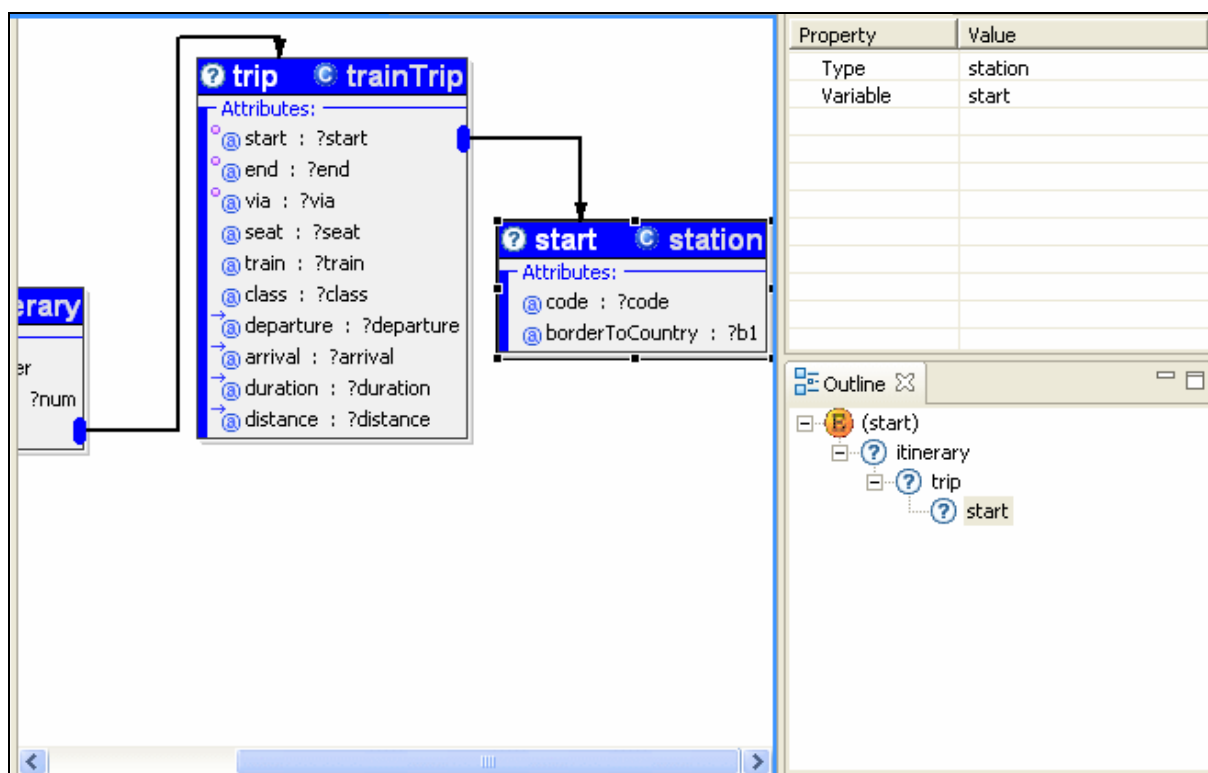 trip trainTrip
Attributes:
start : ?start
end : ?end
via : ?via
seat : ?seat
train : ?train
class : ?class
departure : ?departure
arrival : ?arrival
duration : ?duration
distance : ?distance
start station
Attributes:
code : ?code
borderToCountry : ?b1
erary
er
?num
Property Value
Type station
Variable start
Outline
(start)
itinerary
trip
start